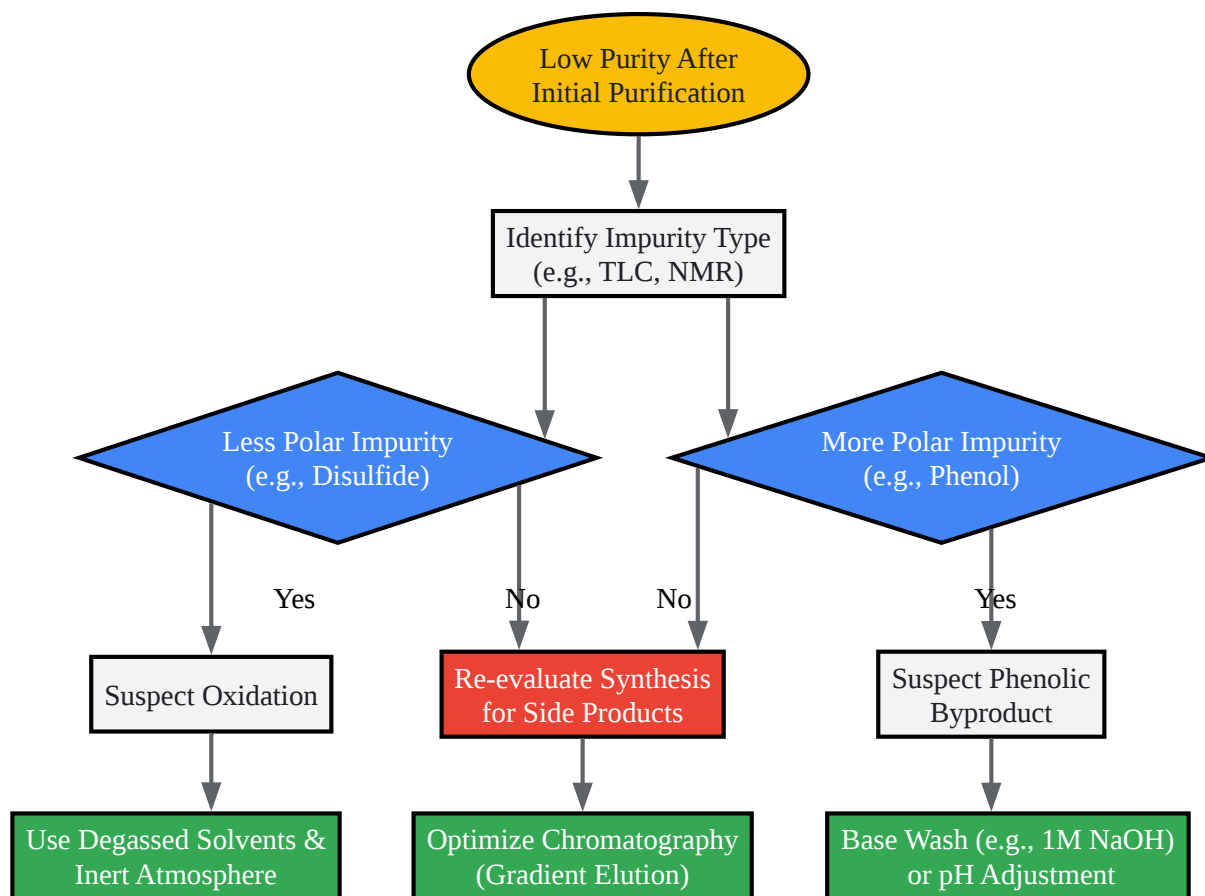 Low Purity After
Initial Purification
Identify Impurity Type
(e.g., TLC, NMR)
Less Polar Impurity
(e.g., Disulfide)
More Polar Impurity
(e.g., Phenol)
Yes
No
No
Yes
Suspect Oxidation
Re-evaluate Synthesis
for Side Products
Suspect Phenolic
Byproduct
Use Degassed Solvents &
Inert Atmosphere
Optimize Chromatography
(Gradient Elution)
Base Wash (e.g., 1M NaOH)
or pH Adjustment